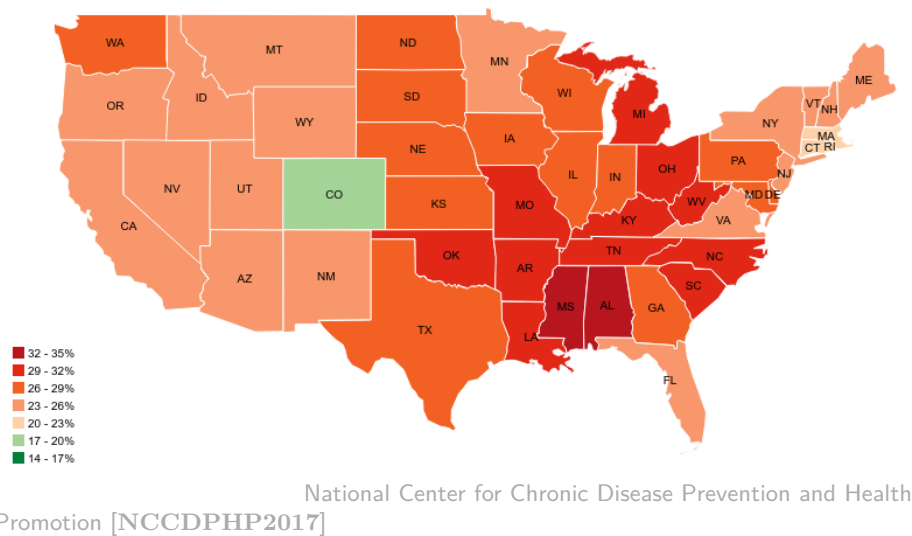 WA
MT
ND
MN
ME
VT
NH
OR
ID
SD
WI
WY
MI
NY
MA
CT RI
NE
IA
PA
NJ
NV
UT
CO
KS
IL
IN
OH
MD DE
WV
VA
CA
MO
KY
AZ
NM
OK
AR
TN
NC
SC
TX
LA
MS
AL
GA
FL
32 - 35%
29 - 32%
26 - 29%
23 - 26%
20 - 23%
17 - 20%
14 - 17%
National Center for Chronic Disease Prevention and Health
Promotion [NCCDPHP2017]